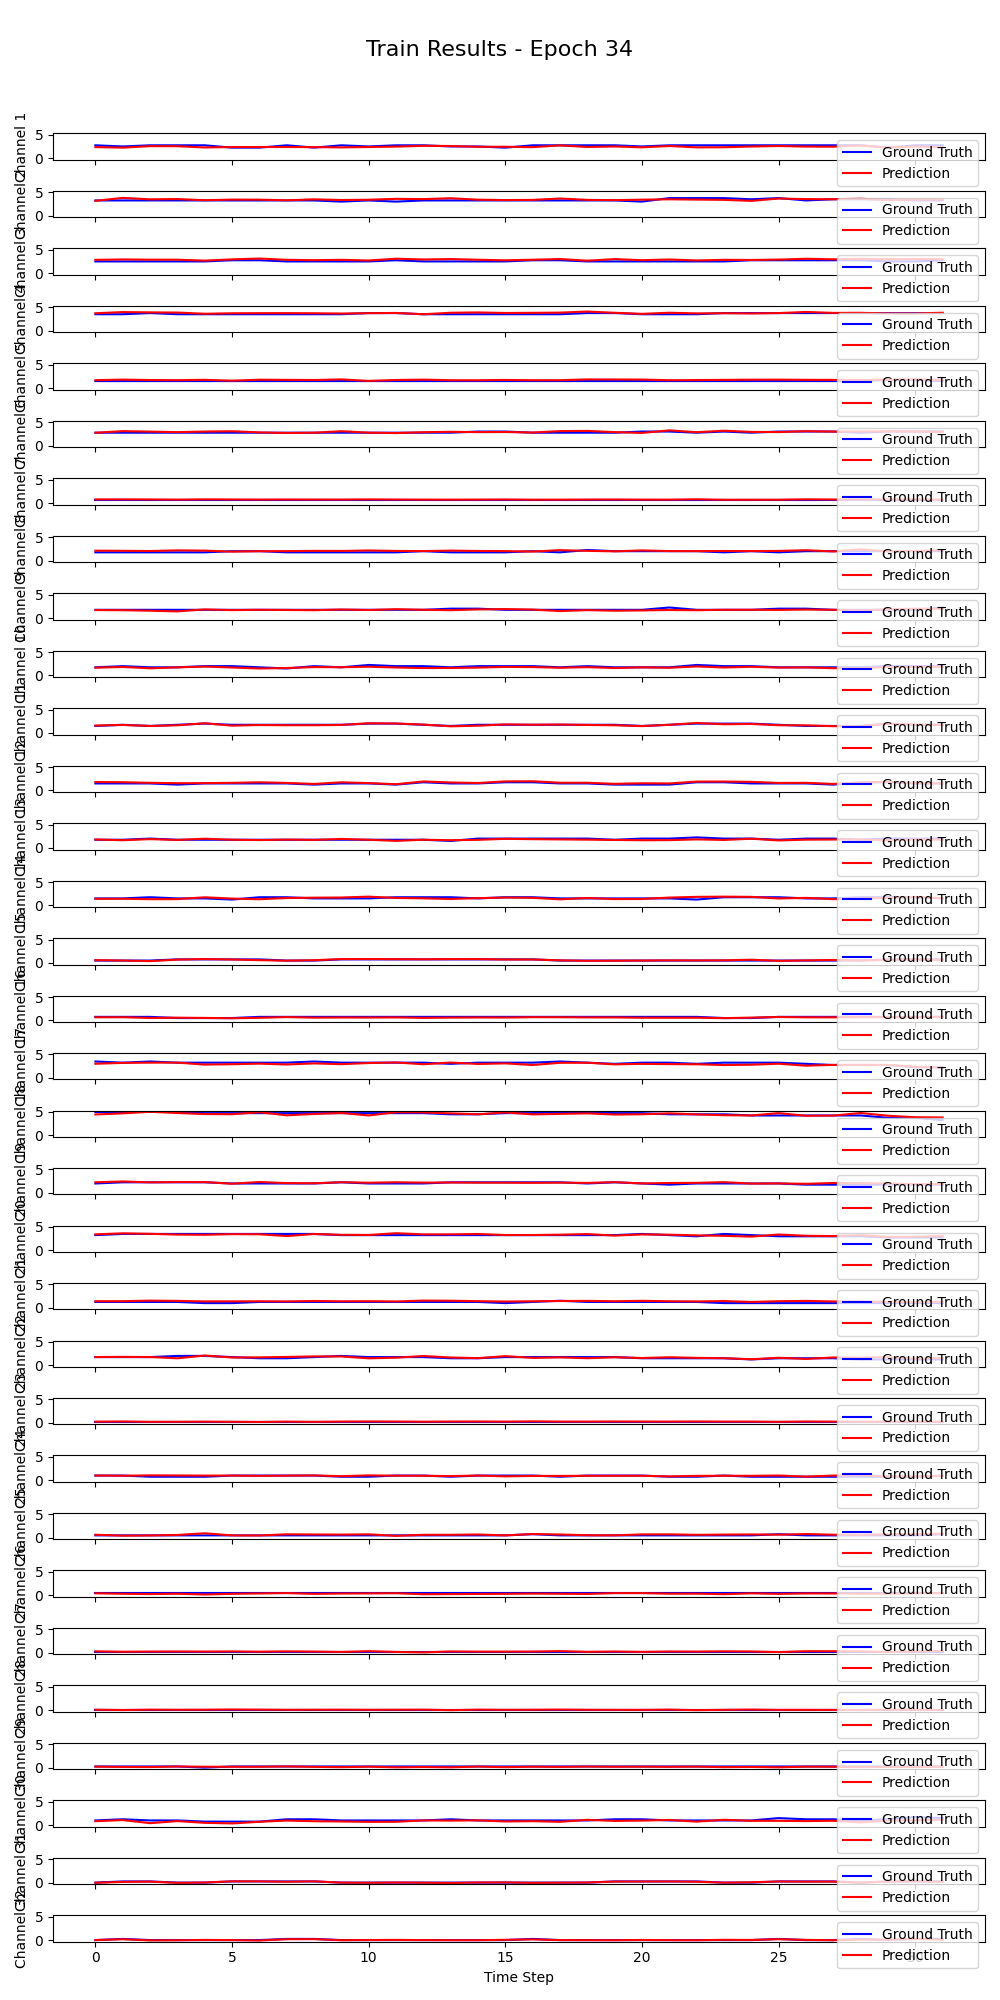 Train Results - Epoch 34
Channel 1
5
0
Ground Truth
Prediction
Channel 2
5
0
Ground Truth
Prediction
Channel 3
5
0
Ground Truth
Prediction
Channel 4
5
0
Ground Truth
Prediction
Channel 5
5
0
Ground Truth
Prediction
Channel 6
5
0
Ground Truth
Prediction
Channel 7
5
0
Ground Truth
Prediction
Channel 8
5
0
Ground Truth
Prediction
Channel 9
5
0
Ground Truth
Prediction
Channel 10
5
0
Ground Truth
Prediction
Channel 11
5
0
Ground Truth
Prediction
Channel 12
5
0
Ground Truth
Prediction
Channel 13
5
0
Ground Truth
Prediction
Channel 14
5
0
Ground Truth
Prediction
Channel 15
5
0
Ground Truth
Prediction
Channel 16
5
0
Ground Truth
Prediction
Channel 17
5
0
Ground Truth
Prediction
Channel 18
5
0
Ground Truth
Prediction
Channel 19
5
0
Ground Truth
Prediction
Channel 20
5
0
Ground Truth
Prediction
Channel 21
5
0
Ground Truth
Prediction
Channel 22
5
0
Ground Truth
Prediction
Channel 23
5
0
Ground Truth
Prediction
Channel 24
5
0
Ground Truth
Prediction
Channel 25
5
0
Ground Truth
Prediction
Channel 26
5
0
Ground Truth
Prediction
Channel 27
5
0
Ground Truth
Prediction
Channel 28
5
0
Ground Truth
Prediction
Channel 29
5
0
Ground Truth
Prediction
Channel 30
5
0
Ground Truth
Prediction
Channel 31
5
0
Ground Truth
Prediction
Channel 32
5
0
Ground Truth
Prediction
0 5 10 15 20 25
Time Step